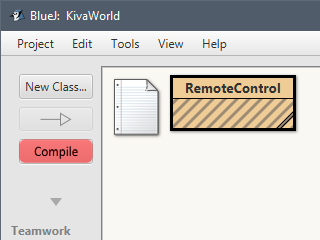 BlueJ: KivaWorld
Project Edit Tools View Help
New Class...
RemoteControl
Compile
Teamwork